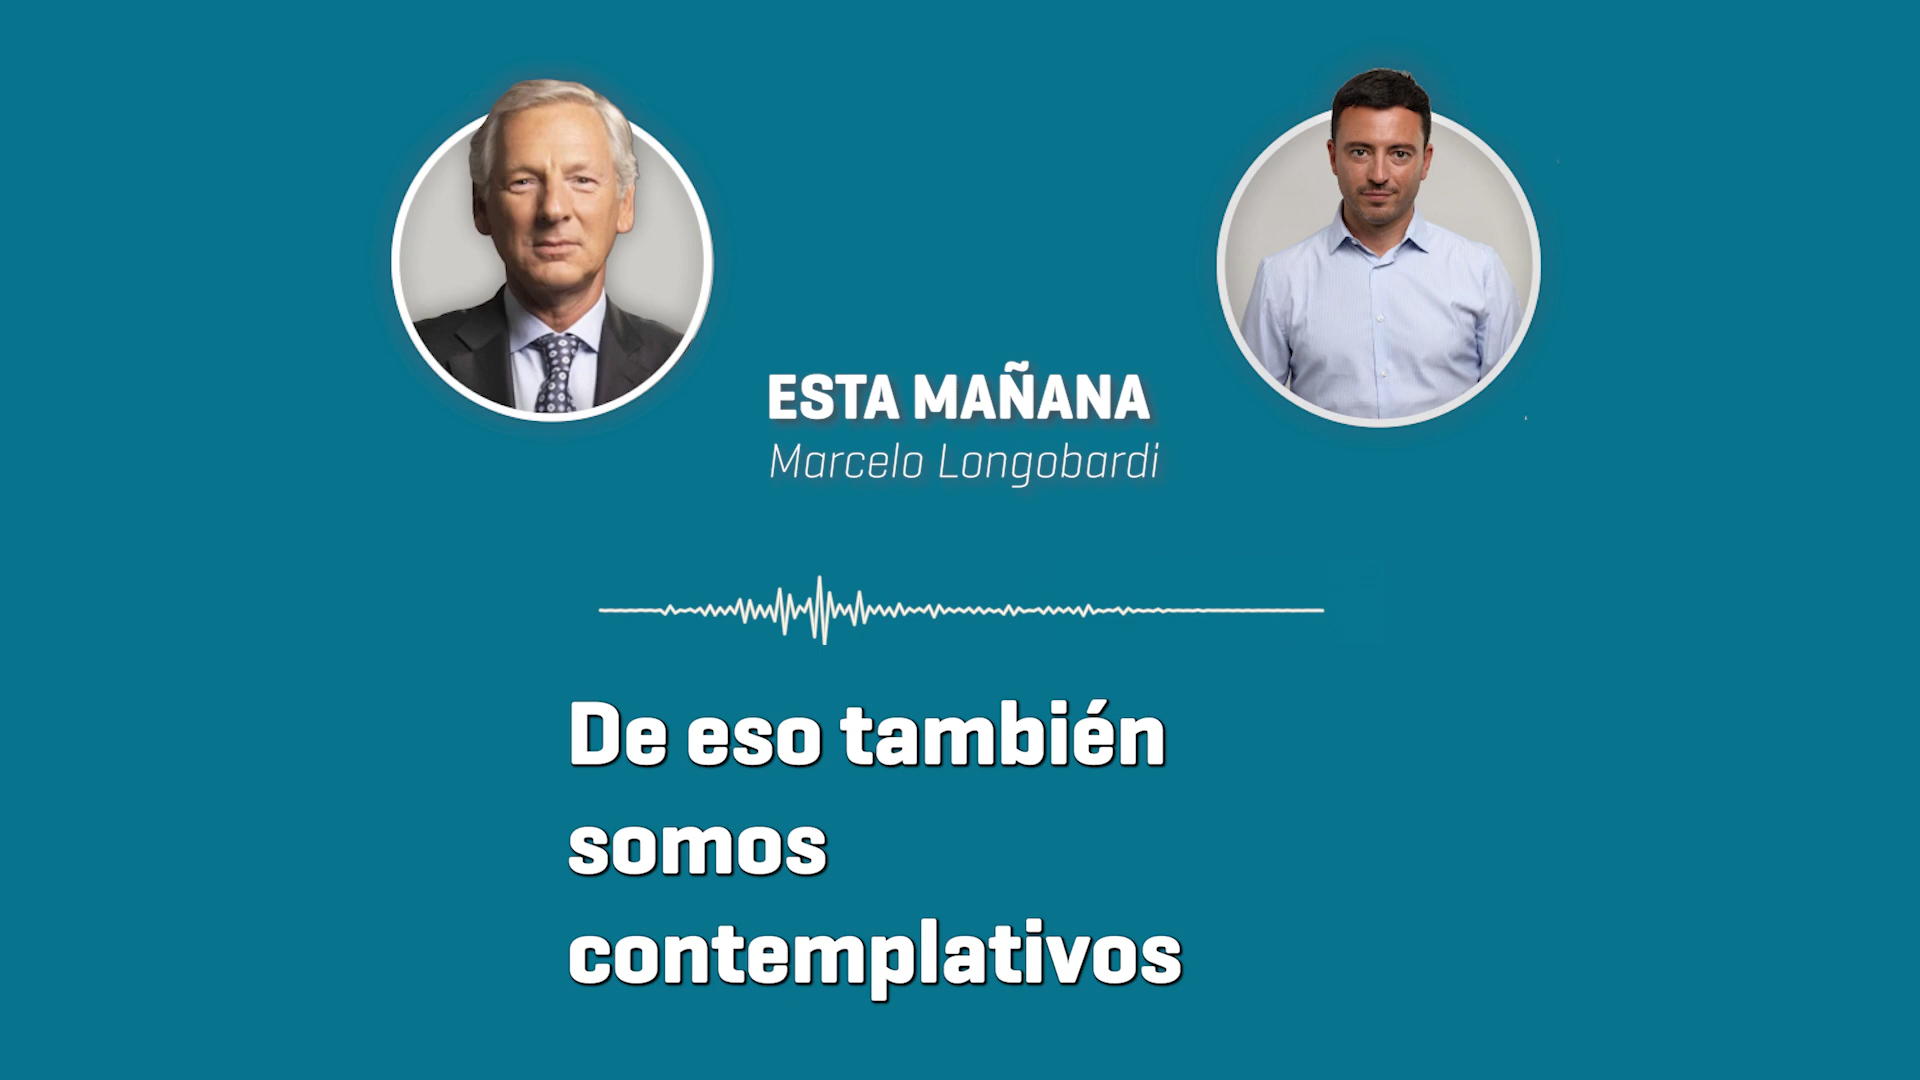 ESTA MAÑANA
Marcelo Longobardi
De eso también
somos
contemplativos